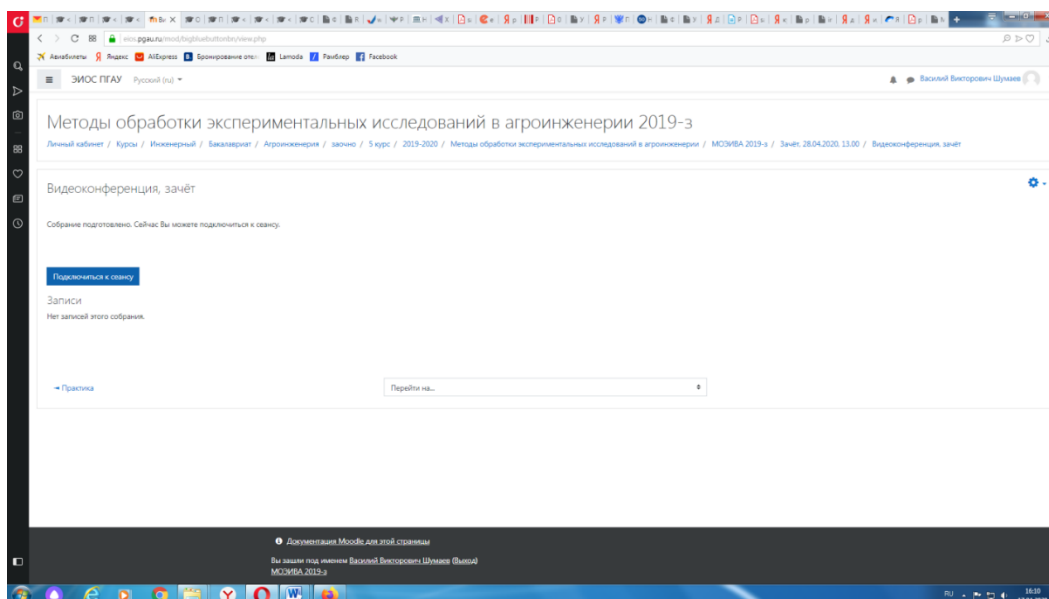 eios.pgau.ru/mod/bigbluebuttonbn/view.php
Авиабилеты Яндекс AliExpress Бронирование оте Lamoda Рамблер Facebook
ЭИОС ПГАУ Русский (ru) Василий Викторович Шумаев
Методы обработки экспериментальных исследований в агроинженерии 2019-з
Личный кабинет / Курсы / Инженерный / Бакалавриат / Агроинженерия / заочно / 5 курс / 2019-2020 / Методы обработки экспериментальных исследований в агроинженерии / МОЭИВА 2019-з / Зачёт, 28.04.2020, 13.00 / Видеоконференция, зачёт
Видеоконференция, зачёт
Собрание подготовлено. Сейчас Вы можете подключиться к сеансу.
Подключиться к сеансу
Записи
Нет записей этого собрания.
◄ Практика
Перейти на...
Документация Moodle для этой страницы
Вы зашли под именем Василий Викторович Шумаев (Выход)
МОЭИВА 2019-з
RU 16:10